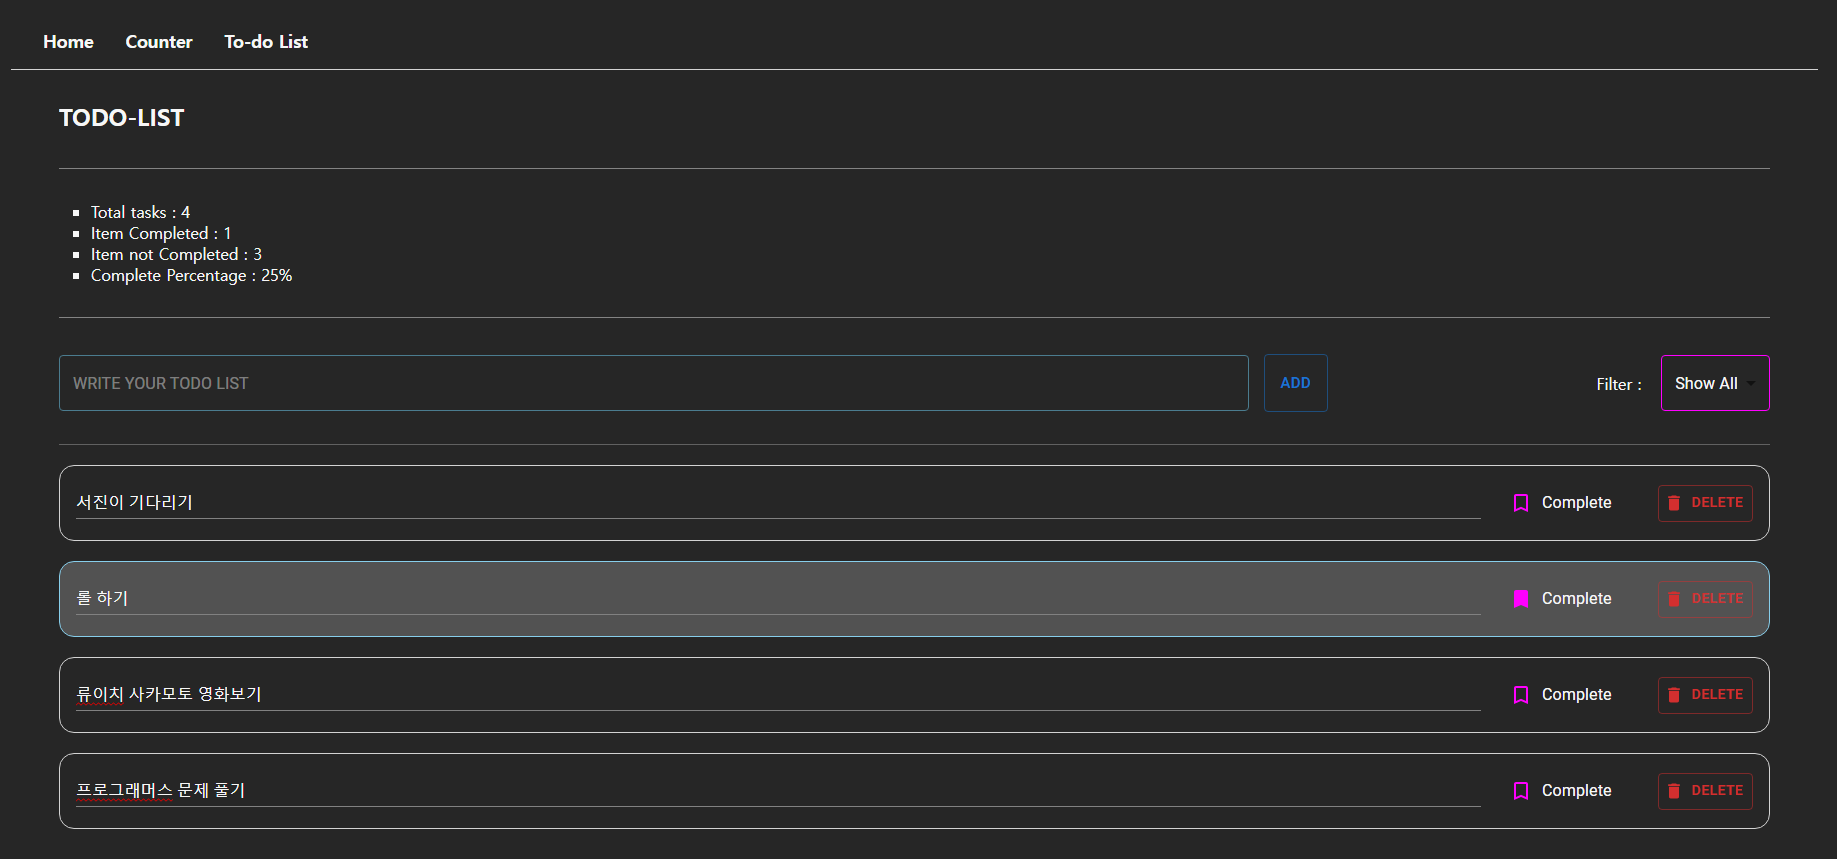 Home Counter To-do List
TODO-LIST
Total tasks : 4
Item Completed : 1
Item not Completed : 3
Complete Percentage : 25%
WRITE YOUR TODO LIST ADD Filter : Show All
서진이 기다리기 Complete DELETE
롤 하기 Complete DELETE
류이치 사카모토 영화보기 Complete DELETE
프로그래머스 문제 풀기 Complete DELETE